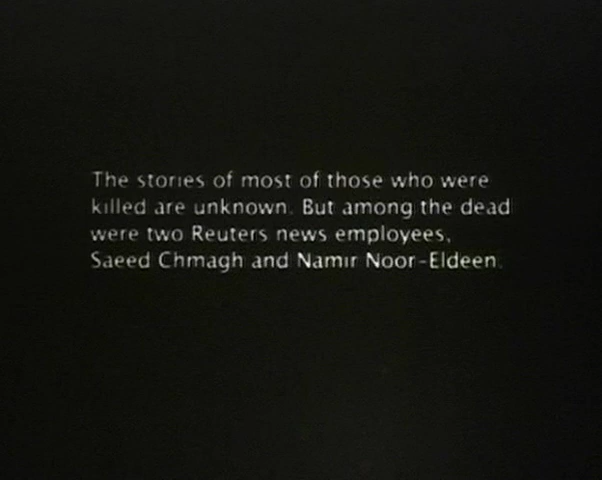 The stories of most of those who were
killed are unknown. But among the dead
were two Reuters news employees,
Saeed Chmagh and Namir Noor-Eldeen.